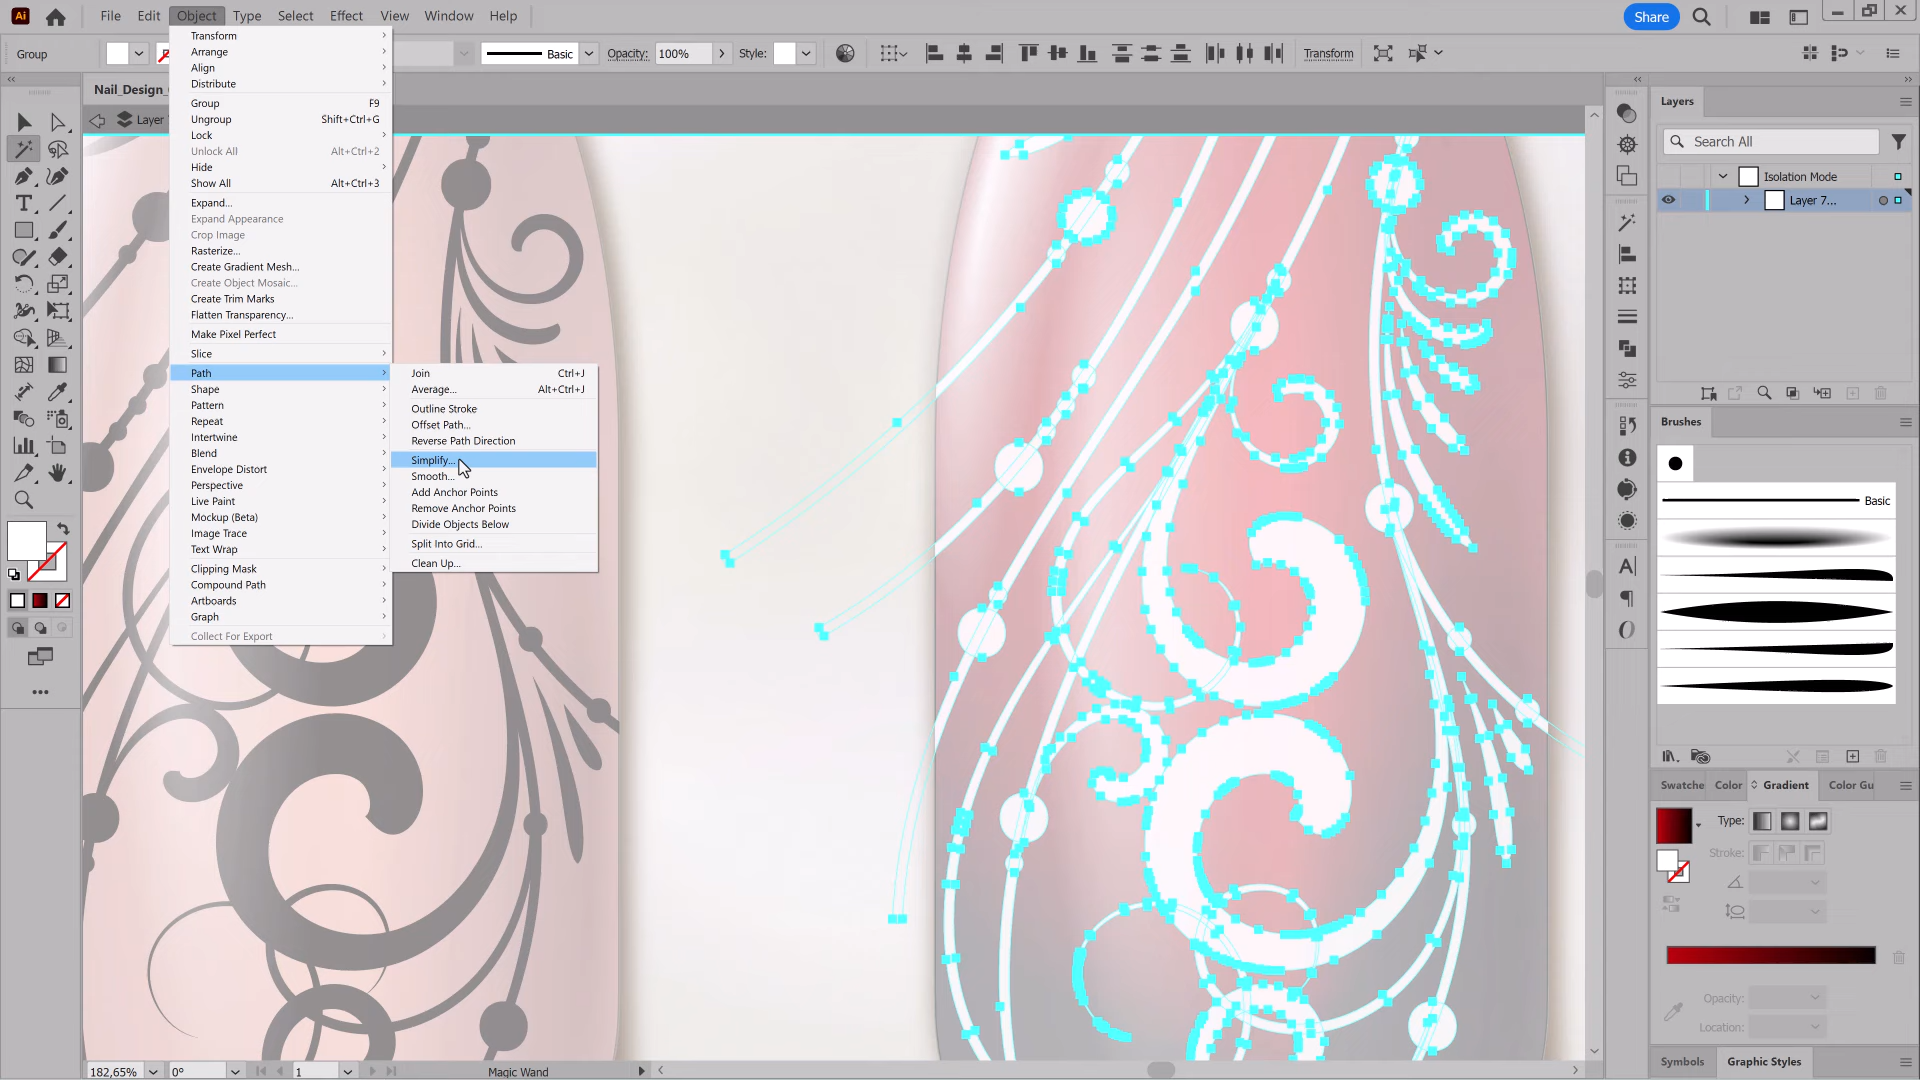 Ai
File Edit Object Type Select Effect View Window Help
Share
Group
Basic
Opacity: 100%
Style:
Transform
Nail_Design_
Layer
Transform
Arrange
Align
Distribute
Group F9
Ungroup Shift+Ctrl+G
Lock
Unlock All Alt+Ctrl+2
Hide
Show All Alt+Ctrl+3
Expand...
Expand Appearance
Crop Image
Rasterize...
Create Gradient Mesh...
Create Object Mosaic...
Create Trim Marks
Flatten Transparency...
Make Pixel Perfect
Slice
Path
Shape
Pattern
Repeat
Intertwine
Blend
Envelope Distort
Perspective
Live Paint
Mockup (Beta)
Image Trace
Text Wrap
Clipping Mask
Compound Path
Artboards
Graph
Collect For Export
Join Ctrl+J
Average... Alt+Ctrl+J
Outline Stroke
Offset Path...
Reverse Path Direction
Simplify...
Smooth...
Add Anchor Points
Remove Anchor Points
Divide Objects Below
Split Into Grid...
Clean Up...
Layers
Search All
Isolation Mode
Layer 7...
Brushes
Basic
Swatche Color Gradient Color Gu
Type:
Stroke:
Opacity:
Location:
Symbols Graphic Styles
182,65% 0° 1 Magic Wand